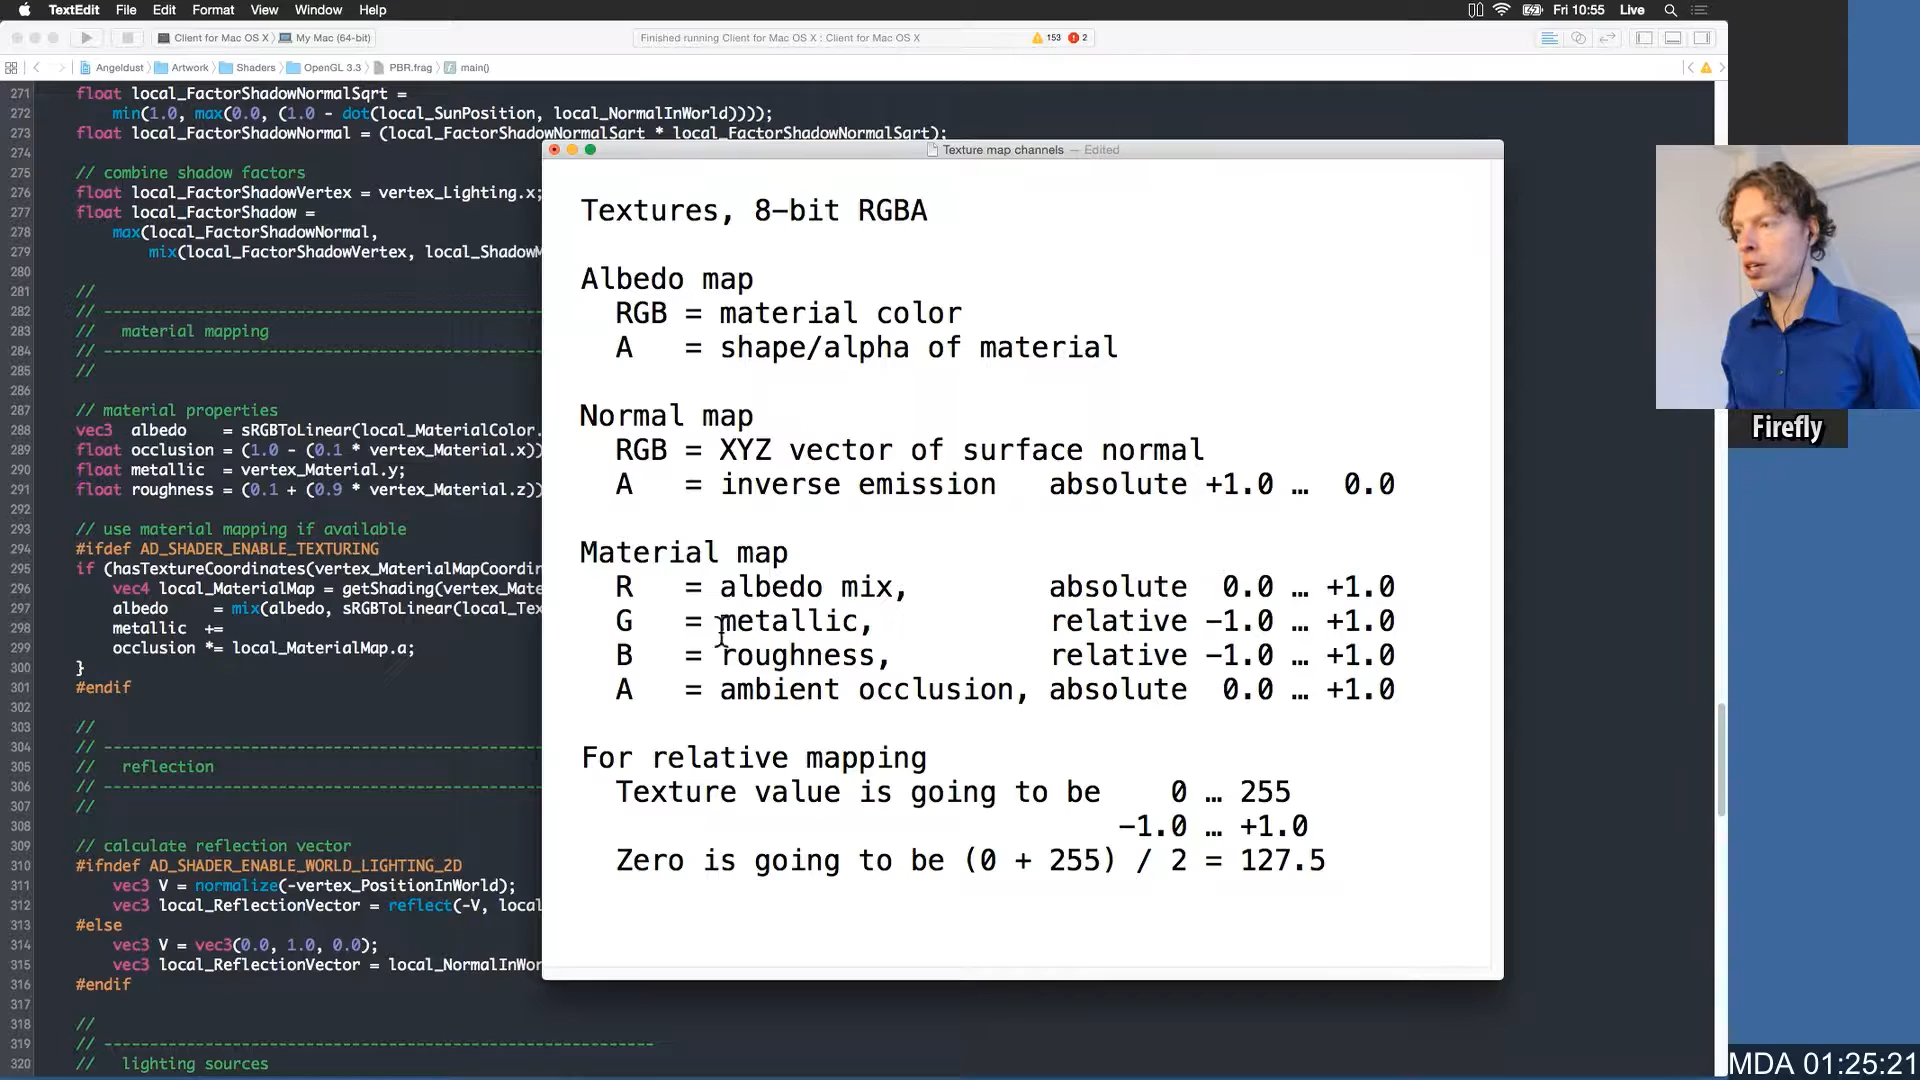 TextEdit File Edit Format View Window Help Fri 10:55 Live
Client for Mac OS X My Mac (64-bit) Finished running Client for Mac OS X : Client for Mac OS X 153 2
Angeldust Artwork Shaders OpenGL 3.3 PBR.frag main()
271 float local_FactorShadowNormalSqrt =
272 min(1.0, max(0.0, (1.0 - dot(local_SunPosition, local_NormalInWorld))));
273 float local_FactorShadowNormal = (local_FactorShadowNormalSqrt * local_FactorShadowNormalSqrt);
274
275 // combine shadow factors
276 float local_FactorShadowVertex = vertex_Lighting.x;
277 float local_FactorShadow =
278 max(local_FactorShadowNormal,
279 mix(local_FactorShadowVertex, local_ShadowM
280
281 //
282 // ------------------------------------------------
283 // material mapping
284 // ------------------------------------------------
285 //
286
287 // material properties
288 vec3 albedo = sRGBToLinear(local_MaterialColor.
289 float occlusion = (1.0 - (0.1 * vertex_Material.x))
290 float metallic = vertex_Material.y;
291 float roughness = (0.1 + (0.9 * vertex_Material.z))
292
293 // use material mapping if available
294 #ifdef AD_SHADER_ENABLE_TEXTURING
295 if (hasTextureCoordinates(vertex_MaterialMapCoordin
296 vec4 local_MaterialMap = getShading(vertex_Mate
297 albedo = mix(albedo, sRGBToLinear(local_Tex
298 metallic +=
299 occlusion *= local_MaterialMap.a;
300 }
301 #endif
302
303 //
304 // ------------------------------------------------
305 // reflection
306 // ------------------------------------------------
307 //
308
309 // calculate reflection vector
310 #ifndef AD_SHADER_ENABLE_WORLD_LIGHTING_2D
311 vec3 V = normalize(-vertex_PositionInWorld);
312 vec3 local_ReflectionVector = reflect(-V, local
313 #else
314 vec3 V = vec3(0.0, 1.0, 0.0);
315 vec3 local_ReflectionVector = local_NormalInWor
316 #endif
317
318 //
319 // ------------------------------------------------------------
320 // lighting sources
Texture map channels — Edited
Textures, 8-bit RGBA
Albedo map
RGB = material color
A = shape/alpha of material
Normal map
RGB = XYZ vector of surface normal
A = inverse emission absolute +1.0 … 0.0
Material map
R = albedo mix, absolute 0.0 … +1.0
G = metallic, relative -1.0 … +1.0
B = roughness, relative -1.0 … +1.0
A = ambient occlusion, absolute 0.0 … +1.0
For relative mapping
Texture value is going to be 0 … 255
-1.0 … +1.0
Zero is going to be (0 + 255) / 2 = 127.5
Firefly
MDA 01:25:21